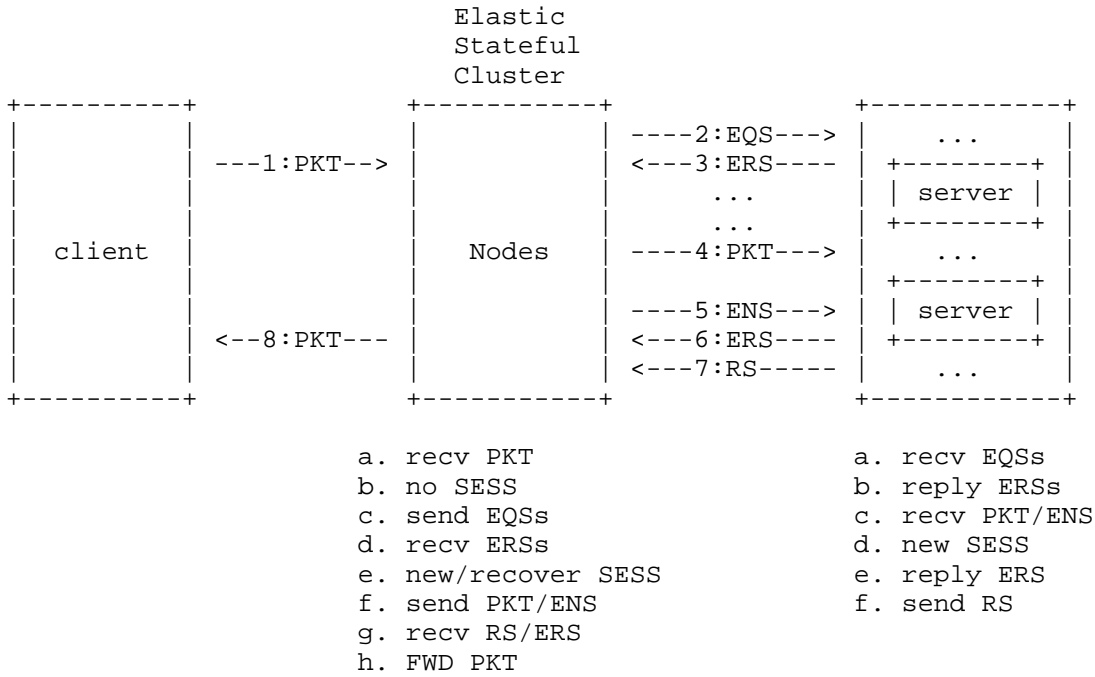 Elastic
                              Stateful
                              Cluster
+----------+              +-----------+                +------------+
|          |              |           | ----2:EQS---> |    ...     |
|          | ---1:PKT--> |           | <---3:ERS---- | +--------+ |
|          |              |           |      ...      | | server | |
|          |              |           |      ...      | +--------+ |
|  client  |              |   Nodes   | ----4:PKT---> |    ...     |
|          |              |           |               | +--------+ |
|          |              |           | ----5:ENS---> | | server | |
|          | <--8:PKT--- |           | <---6:ERS---- | +--------+ |
|          |              |           | <---7:RS----- |    ...     |
+----------+              +-----------+                +------------+
a. recv PKT                    a. recv EQSs
b. no SESS                     b. reply ERSs
c. send EQSs                   c. recv PKT/ENS
d. recv ERSs                   d. new SESS
e. new/recover SESS            e. reply ERS
f. send PKT/ENS                f. send RS
g. recv RS/ERS
h. FWD PKT